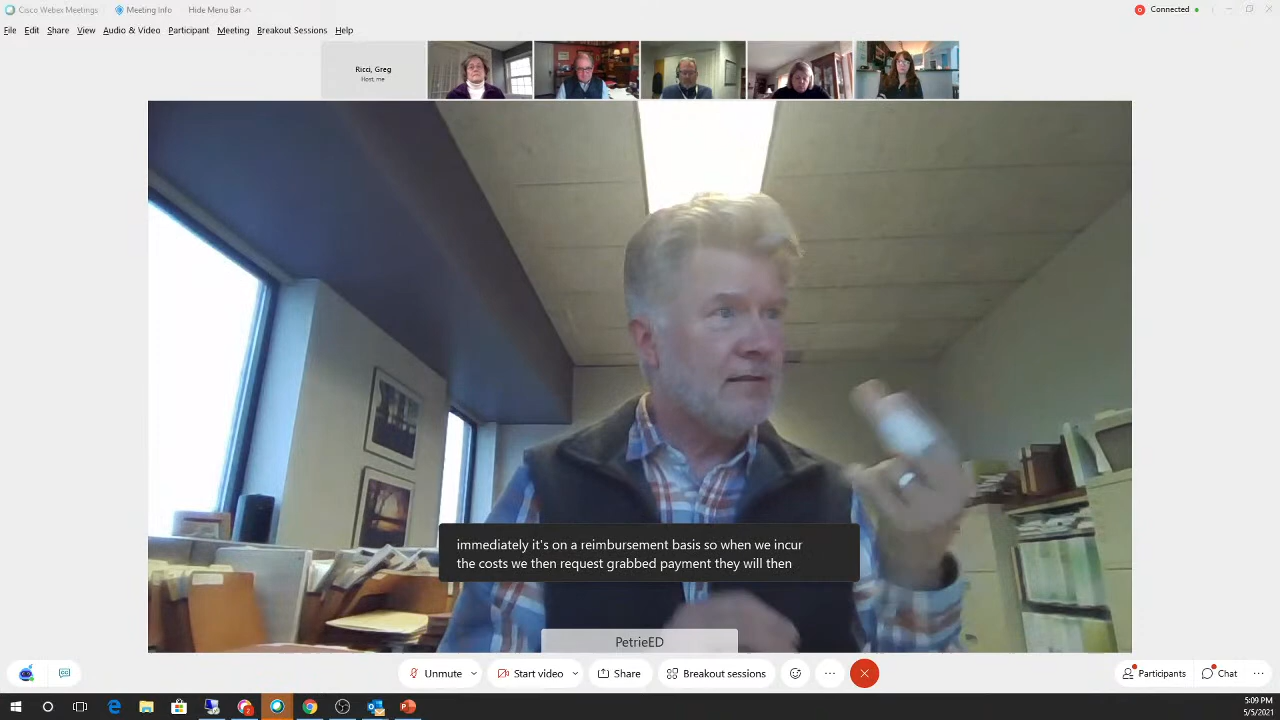 Cisco Webex Meetings
Meeting Info
Hide Menu Bar
Connected
File Edit Share View Audio & Video Participant Meeting Breakout Sessions Help
Ricci, Greg
Host, me
immediately it's on a reimbursement basis so when we incur
the costs we then request grabbed payment they will then
PetrieED
Unmute
Start video
Share
Breakout sessions
Participants
Chat
5:09 PM
5/5/2021